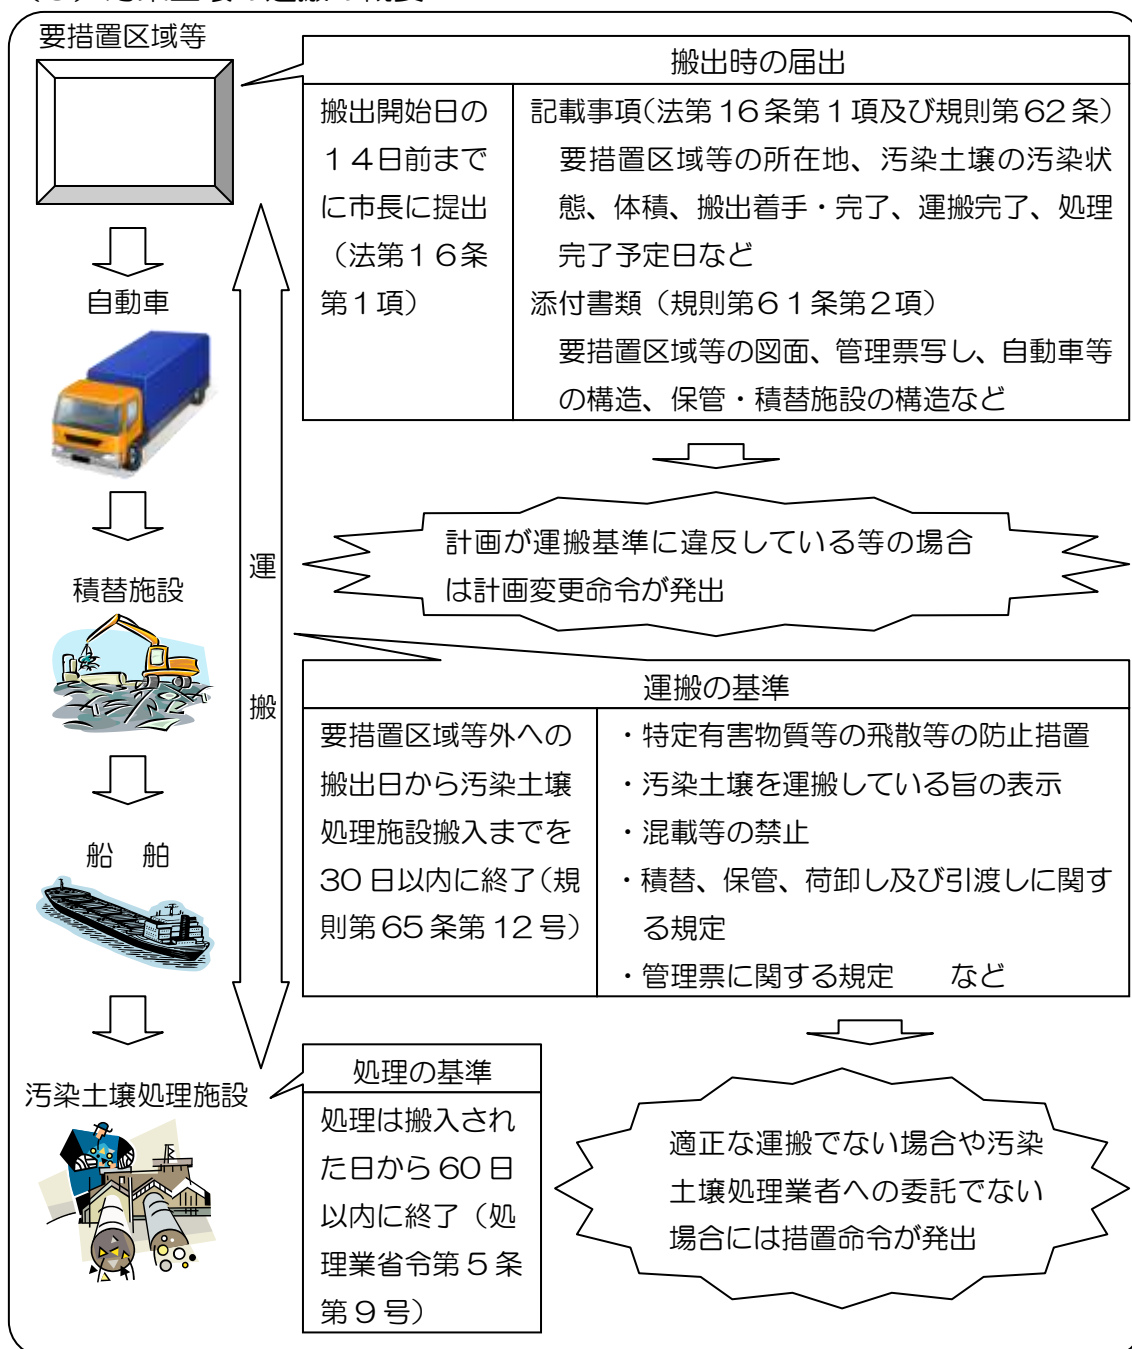 要措置区域等
搬出時の届出
搬出開始日の
14日前まで
に市長に提出
(法第16条
第1項)
記載事項(法第16条第1項及び規則第62条)
要措置区域等の所在地、汚染土壌の汚染状
態、体積、搬出着手・完了、運搬完了、処理
完了予定日など
添付書類(規則第61条第2項)
要措置区域等の図面、管理票写し、自動車等
の構造、保管・積替施設の構造など
自動車
計画が運搬基準に違反している等の場合
は計画変更命令が発出
運
搬
積替施設
運搬の基準
要措置区域等外への
搬出日から汚染土壌
処理施設搬入までを
30日以内に終了(規
則第65条第12号)
・特定有害物質等の飛散等の防止措置
・汚染土壌を運搬している旨の表示
・混載等の禁止
・積替、保管、荷卸し及び引渡しに関す
る規定
・管理票に関する規定 など
船 舶
汚染土壌処理施設
処理の基準
処理は搬入され
た日から60日
以内に終了(処
理業省令第5条
第9号)
適正な運搬でない場合や汚染
土壌処理業者への委託でない
場合には措置命令が発出